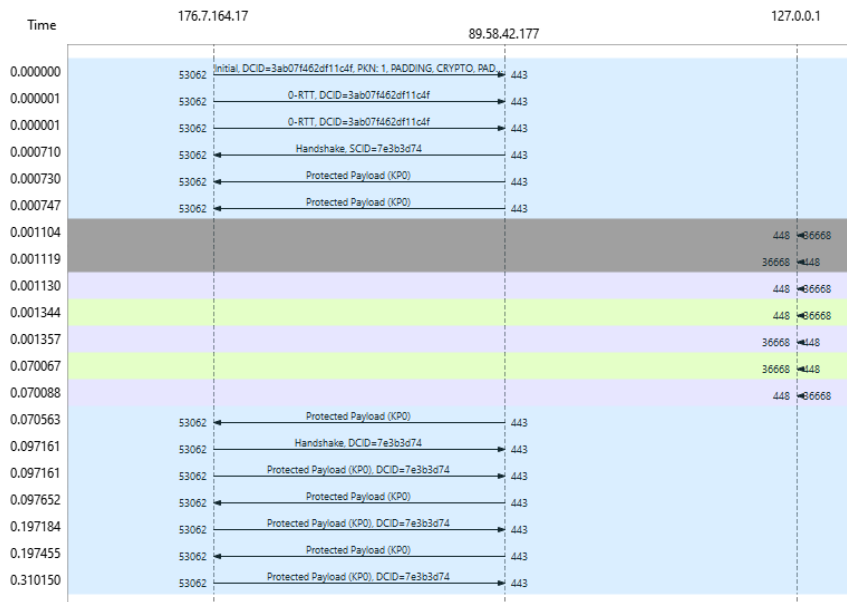 176.7.164.17 127.0.0.1
Time 89.58.42.177
0.000000 53062 Initial, DCID=3ab07f462df11c4f, PKN: 1, PADDING, CRYPTO, PAD... 443
0.000001 53062 0-RTT, DCID=3ab07f462df11c4f 443
0.000001 53062 0-RTT, DCID=3ab07f462df11c4f 443
0.000710 53062 Handshake, SCID=7e3b3d74 443
0.000730 53062 Protected Payload (KP0) 443
0.000747 53062 Protected Payload (KP0) 443
0.001104 448 36668
0.001119 36668 448
0.001130 448 36668
0.001344 448 36668
0.001357 36668 448
0.070067 36668 448
0.070088 448 36668
0.070563 53062 Protected Payload (KP0) 443
0.097161 53062 Handshake, DCID=7e3b3d74 443
0.097161 53062 Protected Payload (KP0), DCID=7e3b3d74 443
0.097652 53062 Protected Payload (KP0) 443
0.197184 53062 Protected Payload (KP0), DCID=7e3b3d74 443
0.197455 53062 Protected Payload (KP0) 443
0.310150 53062 Protected Payload (KP0), DCID=7e3b3d74 443